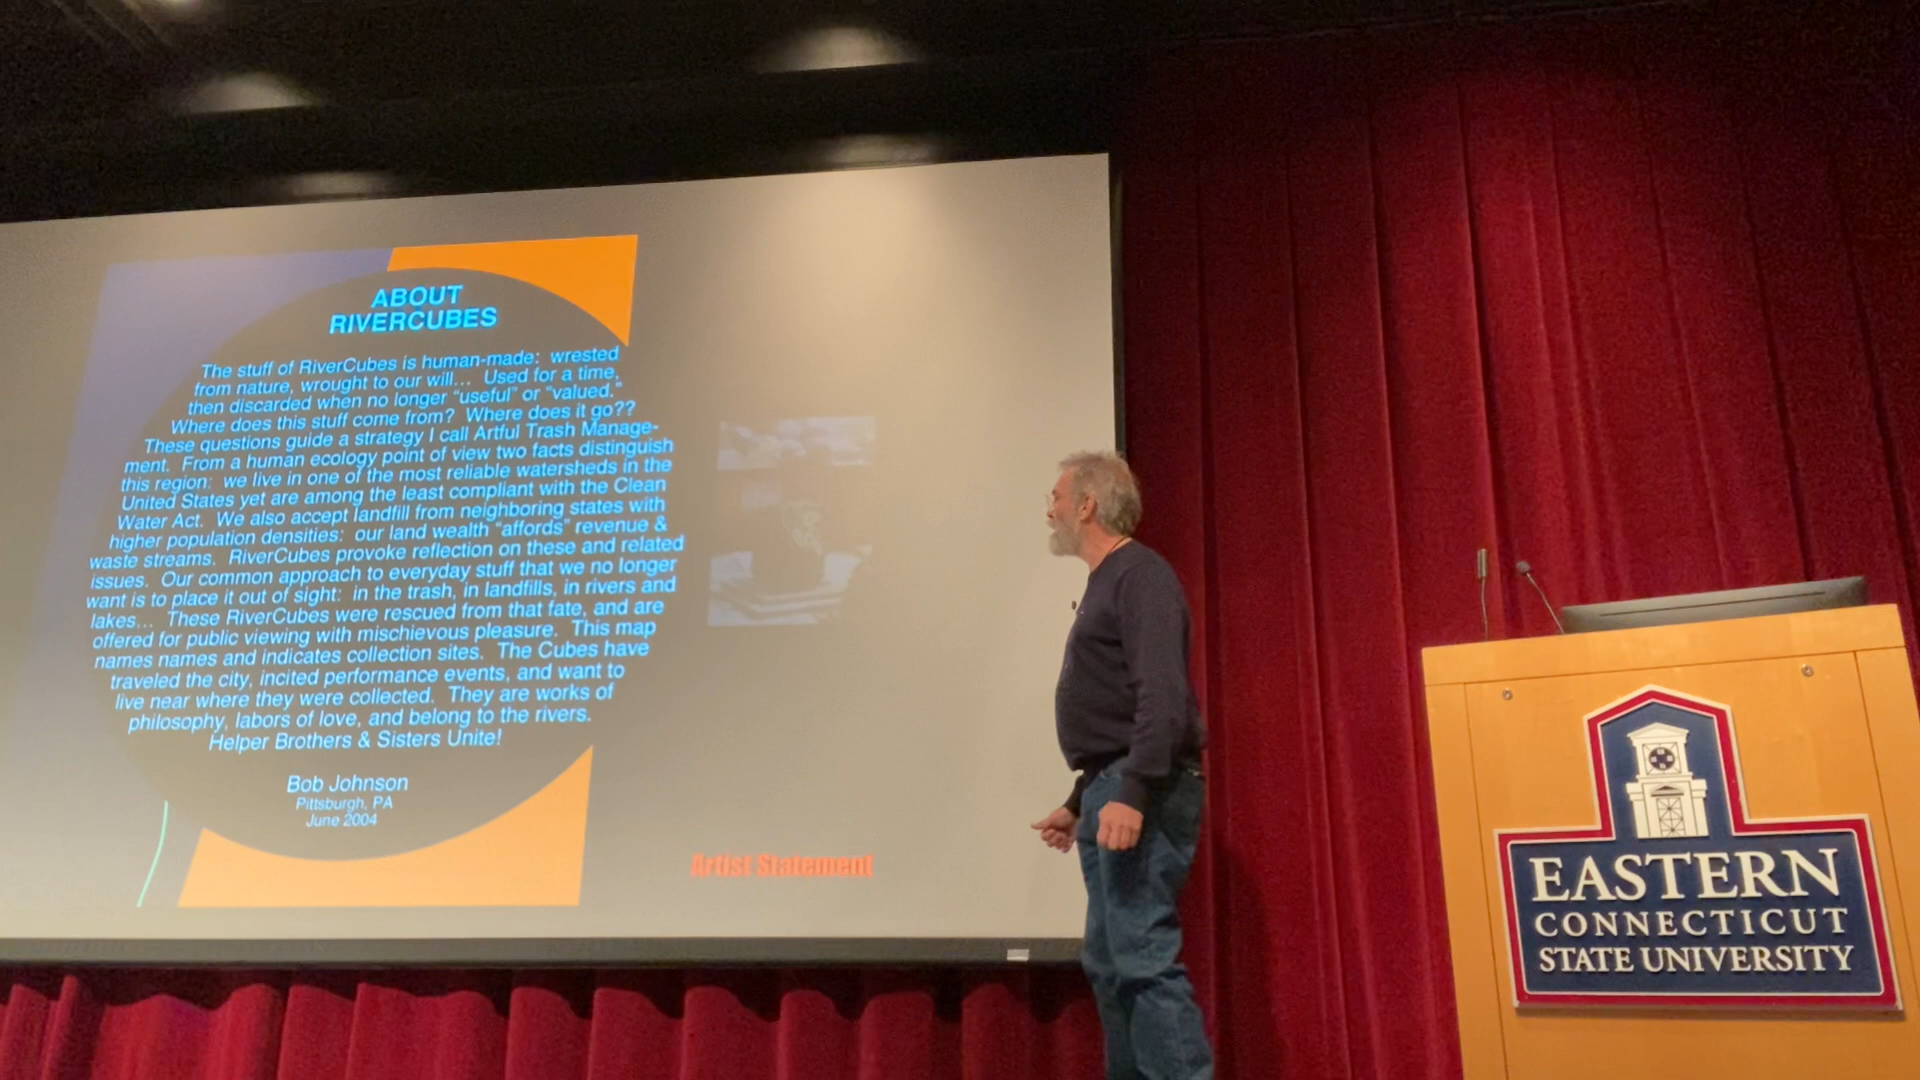 ABOUT
RIVERCUBES
The stuff of RiverCubes is human-made: wrested
from nature, wrought to our will... Used for a time,
then discarded when no longer "useful" or "valued."
Where does this stuff come from? Where does it go??
These questions guide a strategy I call Artful Trash Manage-
ment. From a human ecology point of view two facts distinguish
this region: we live in one of the most reliable watersheds in the
United States yet are among the least compliant with the Clean
Water Act. We also accept landfill from neighboring states with
higher population densities: our land wealth "affords" revenue &
waste streams. RiverCubes provoke reflection on these and related
issues. Our common approach to everyday stuff that we no longer
want is to place it out of sight: in the trash, in landfills, in rivers and
lakes... These RiverCubes were rescued from that fate, and are
offered for public viewing with mischievous pleasure. This map
names names and indicates collection sites. The Cubes have
traveled the city, incited performance events, and want to
live near where they were collected. They are works of
philosophy, labors of love, and belong to the rivers.
Helper Brothers & Sisters Unite!
Bob Johnson
Pittsburgh, PA
June 2004
Artist Statement
EASTERN
CONNECTICUT
STATE UNIVERSITY